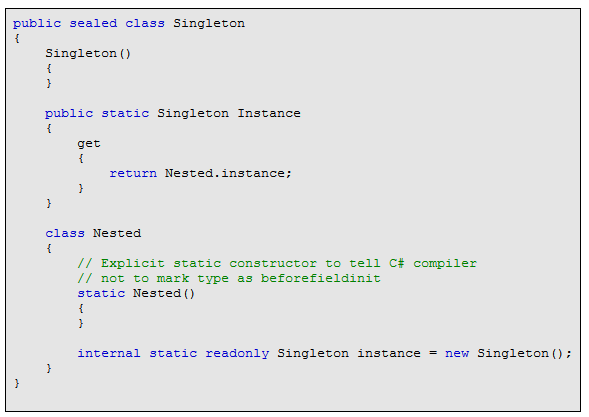 public sealed class Singleton
{
    Singleton()
    {
    }

    public static Singleton Instance
    {
        get
        {
            return Nested.instance;
        }
    }

    class Nested
    {
        // Explicit static constructor to tell C# compiler
        // not to mark type as beforefieldinit
        static Nested()
        {
        }

        internal static readonly Singleton instance = new Singleton();
    }
}